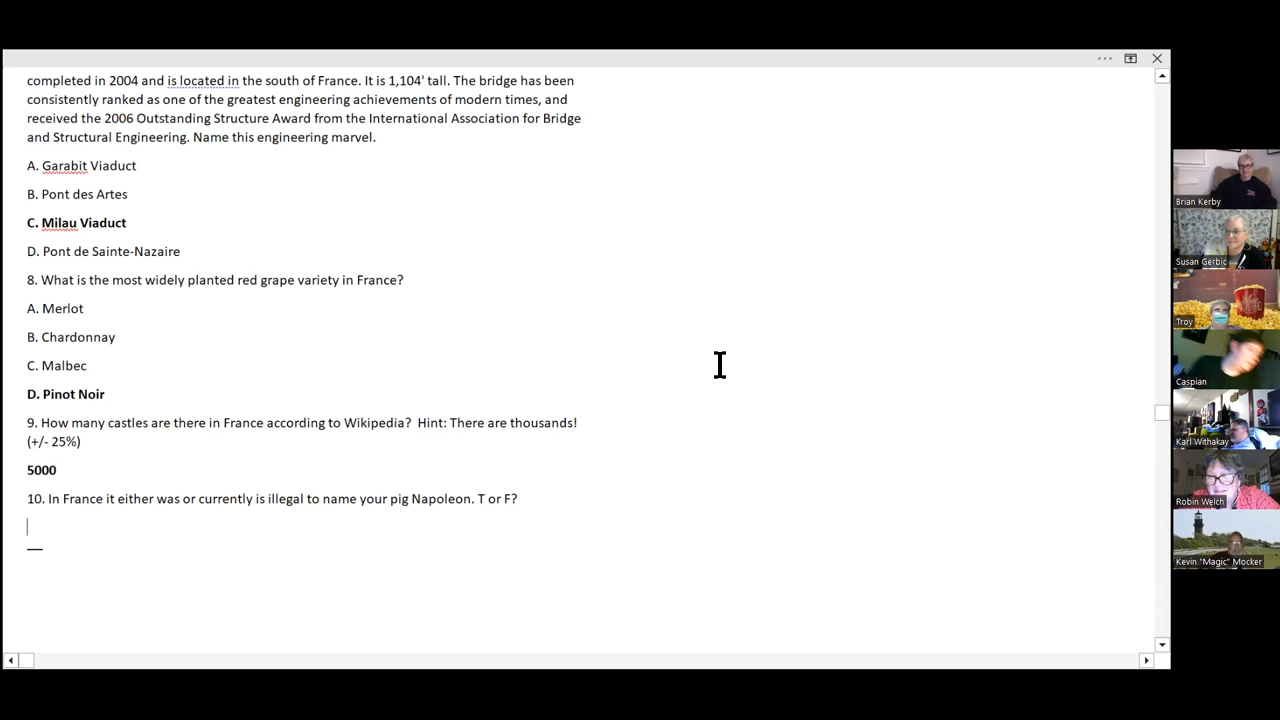 completed in 2004 and is located in the south of France. It is 1,104' tall. The bridge has been
consistently ranked as one of the greatest engineering achievements of modern times, and
received the 2006 Outstanding Structure Award from the International Association for Bridge
and Structural Engineering. Name this engineering marvel.
A. Garabit Viaduct
B. Pont des Artes
C. Milau Viaduct
D. Pont de Sainte-Nazaire
8. What is the most widely planted red grape variety in France?
A. Merlot
B. Chardonnay
C. Malbec
D. Pinot Noir
9. How many castles are there in France according to Wikipedia?  Hint: There are thousands!
(+/- 25%)
5000
10. In France it either was or currently is illegal to name your pig Napoleon. T or F?
Brian Kerby
Susan Gerbic
Troy
Caspian
Karl Withakay
Robin Welch
Kevin "Magic" Mocker